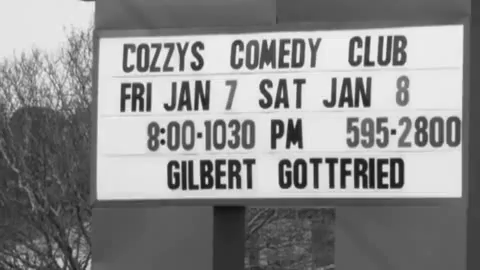 COZZYS COMEDY CLUB
FRI JAN 7 SAT JAN 8
8:00-1030 PM 595-2800
GILBERT GOTTFRIED